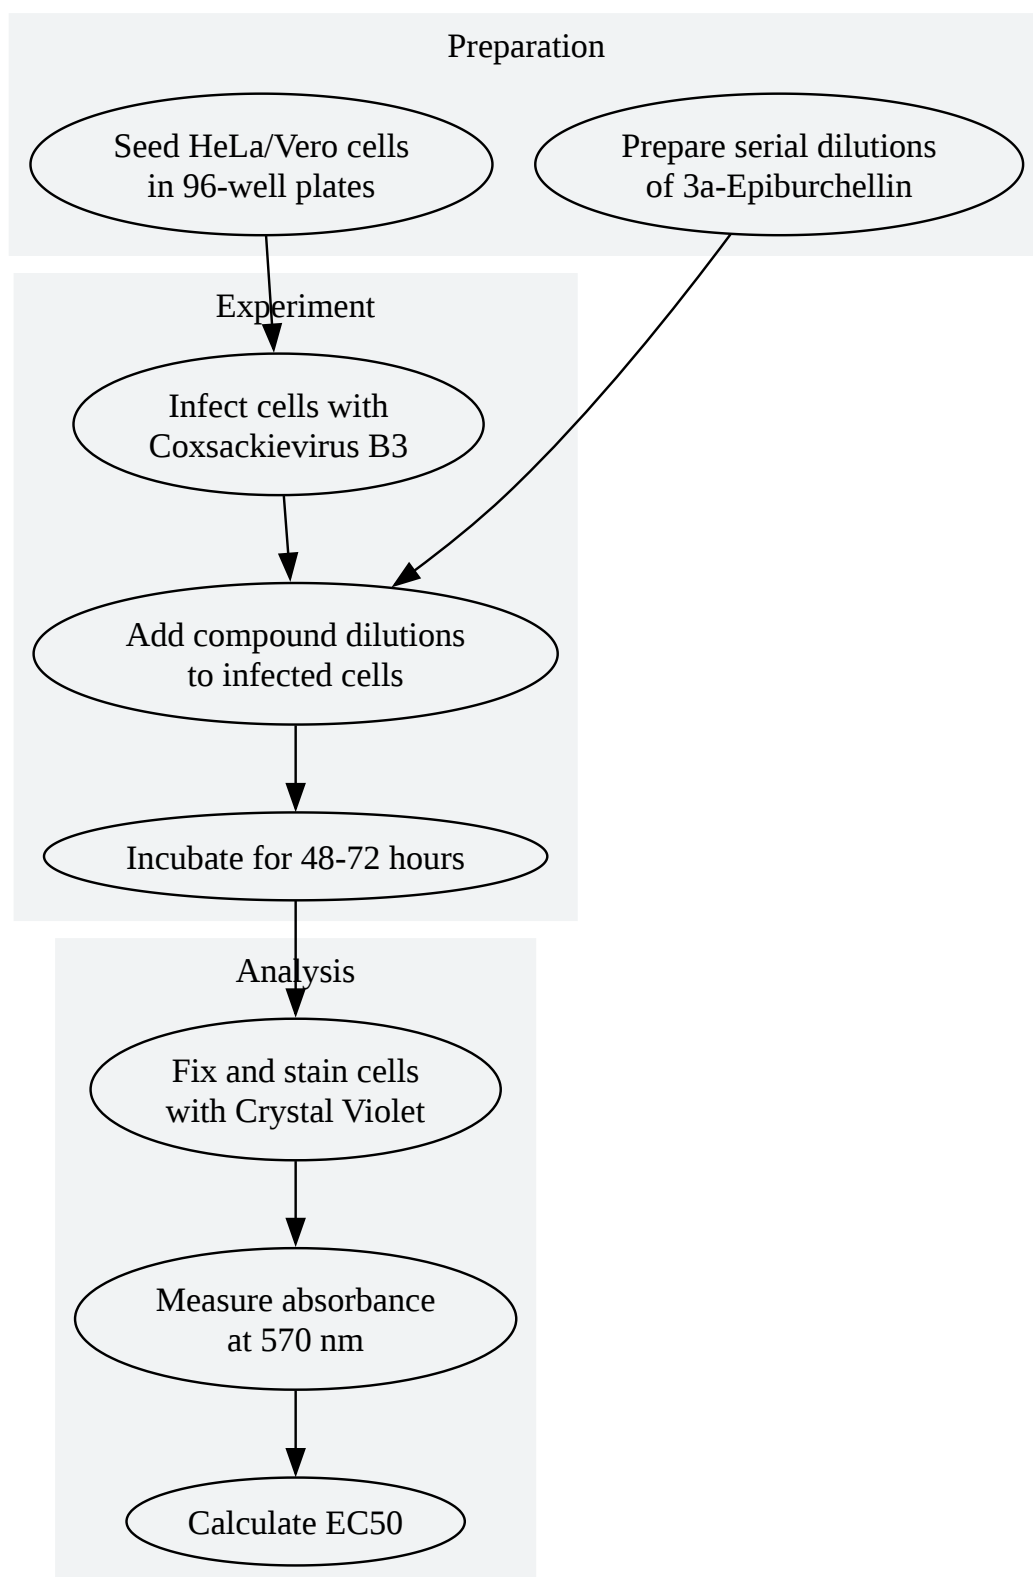 Preparation
Seed HeLa/Vero cells
in 96-well plates
Prepare serial dilutions
of 3a-Epiburchellin
Experiment
Infect cells with
Coxsackievirus B3
Add compound dilutions
to infected cells
Incubate for 48-72 hours
Analysis
Fix and stain cells
with Crystal Violet
Measure absorbance
at 570 nm
Calculate EC50